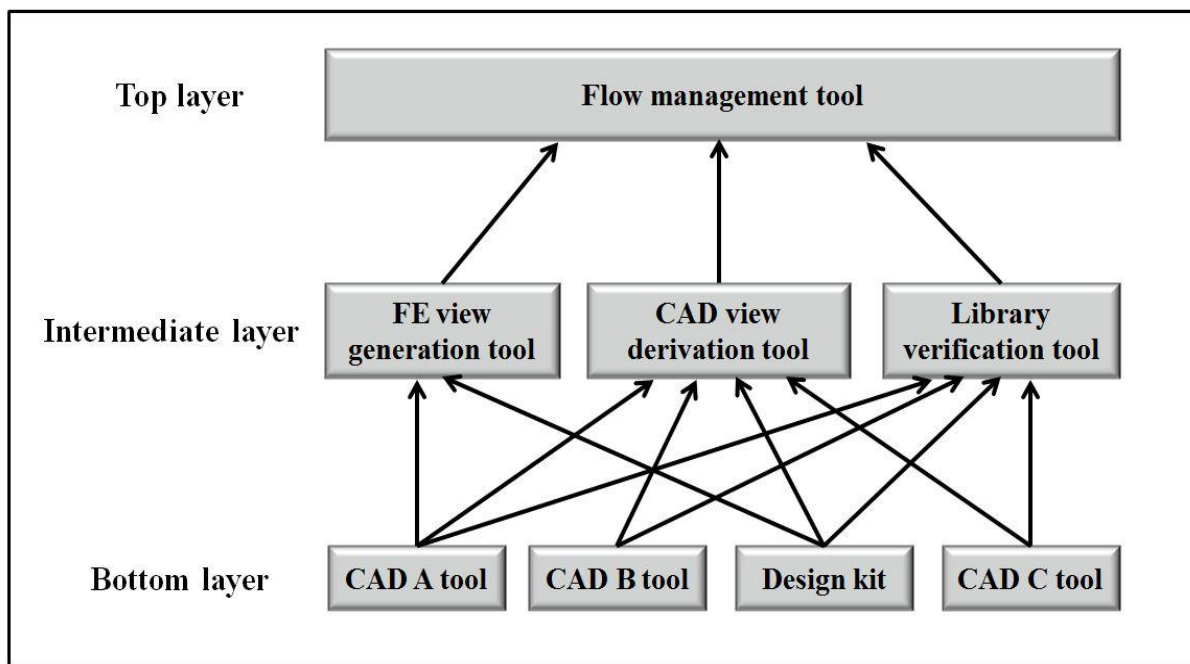 Top layer
Flow management tool
Intermediate layer
FE view
generation tool
CAD view
derivation tool
Library
verification tool
Bottom layer
CAD A tool
CAD B tool
Design kit
CAD C tool